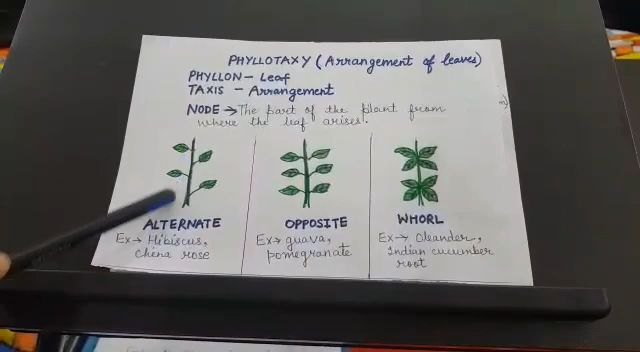 PHYLLOTAXY (Arrangement of leaves)
PHYLLON - Leaf
TAXIS - Arrangement
NODE → The part of the plant from
where the leaf arises.
ALTERNATE
Ex → Hibiscus,
China rose
OPPOSITE
Ex → guava,
pomegranate
WHORL
Ex → Oleander,
Indian cucumber
root